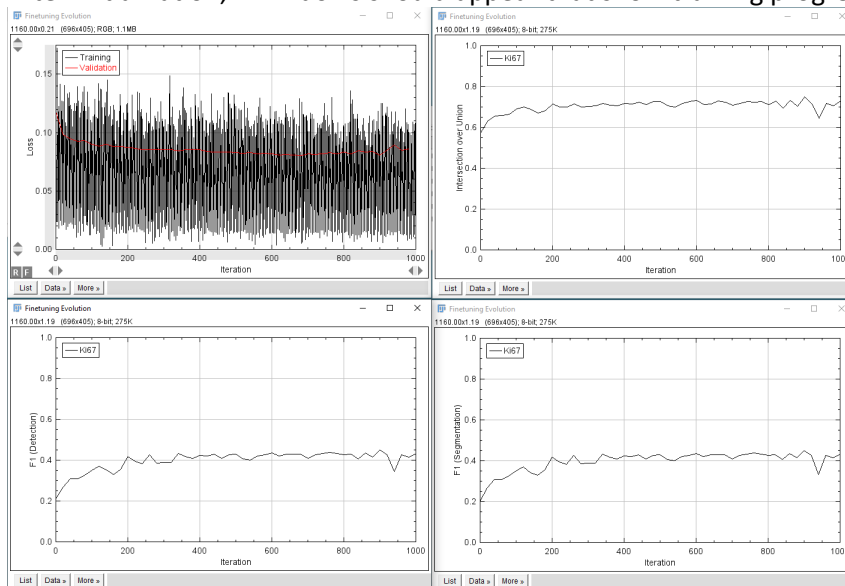 Finetuning Evolution
1160.00x0.21 (696x405); RGB; 1.1MB
Training
Validation
0.15
0.10
0.05
0.00
Loss
0 200 400 600 800 1000
Iteration
R F
List Data » More »
Finetuning Evolution
1160.00x1.19 (696x405); 8-bit; 275K
Ki67
1.0
0.8
0.6
0.4
0.2
0.0
Intersection over Union
0 200 400 600 800 1000
Iteration
List Data » More »
Finetuning Evolution
1160.00x1.19 (696x405); 8-bit; 275K
Ki67
1.0
0.8
0.6
0.4
0.2
0.0
F1 (Detection)
0 200 400 600 800 1000
Iteration
List Data » More »
Finetuning Evolution
1160.00x1.19 (696x405); 8-bit; 275K
Ki67
1.0
0.8
0.6
0.4
0.2
0.0
F1 (Segmentation)
0 200 400 600 800 1000
Iteration
List Data » More »